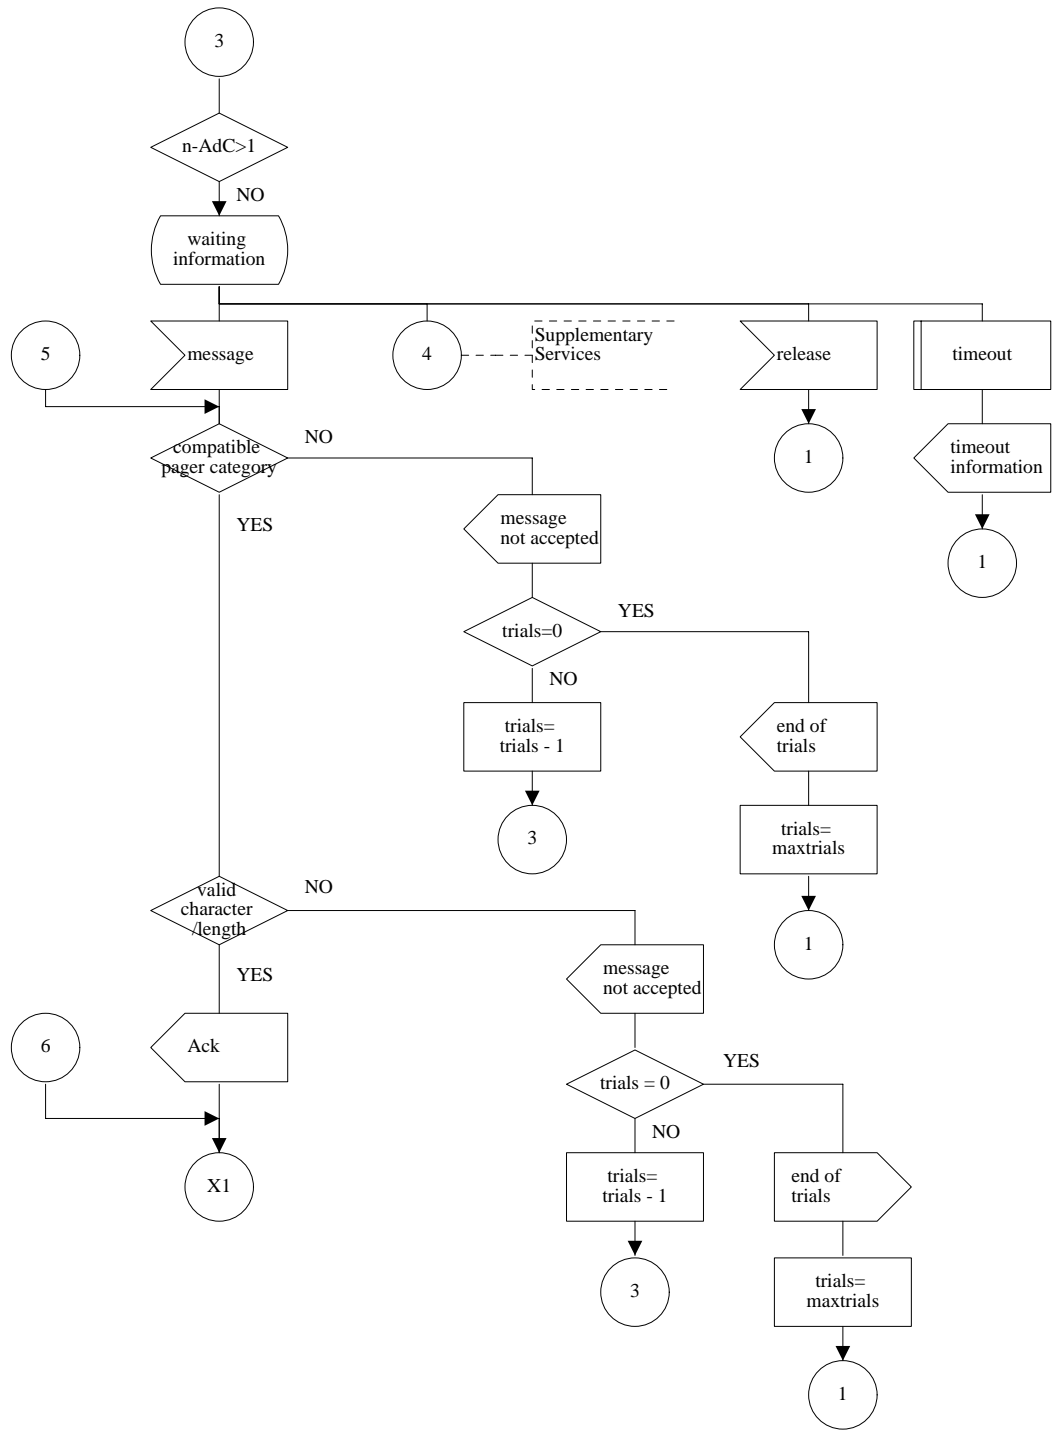 3
n-AdC>1
NO
waiting
information
5
message
4
Supplementary
Services
release
timeout
compatible
pager category
NO
1
timeout
information
YES
message
not accepted
1
trials=0
YES
NO
trials=
trials - 1
end of
trials
3
trials=
maxtrials
valid
character
/length
NO
1
YES
message
not accepted
6
Ack
trials = 0
YES
NO
X1
trials=
trials - 1
end of
trials
3
trials=
maxtrials
1